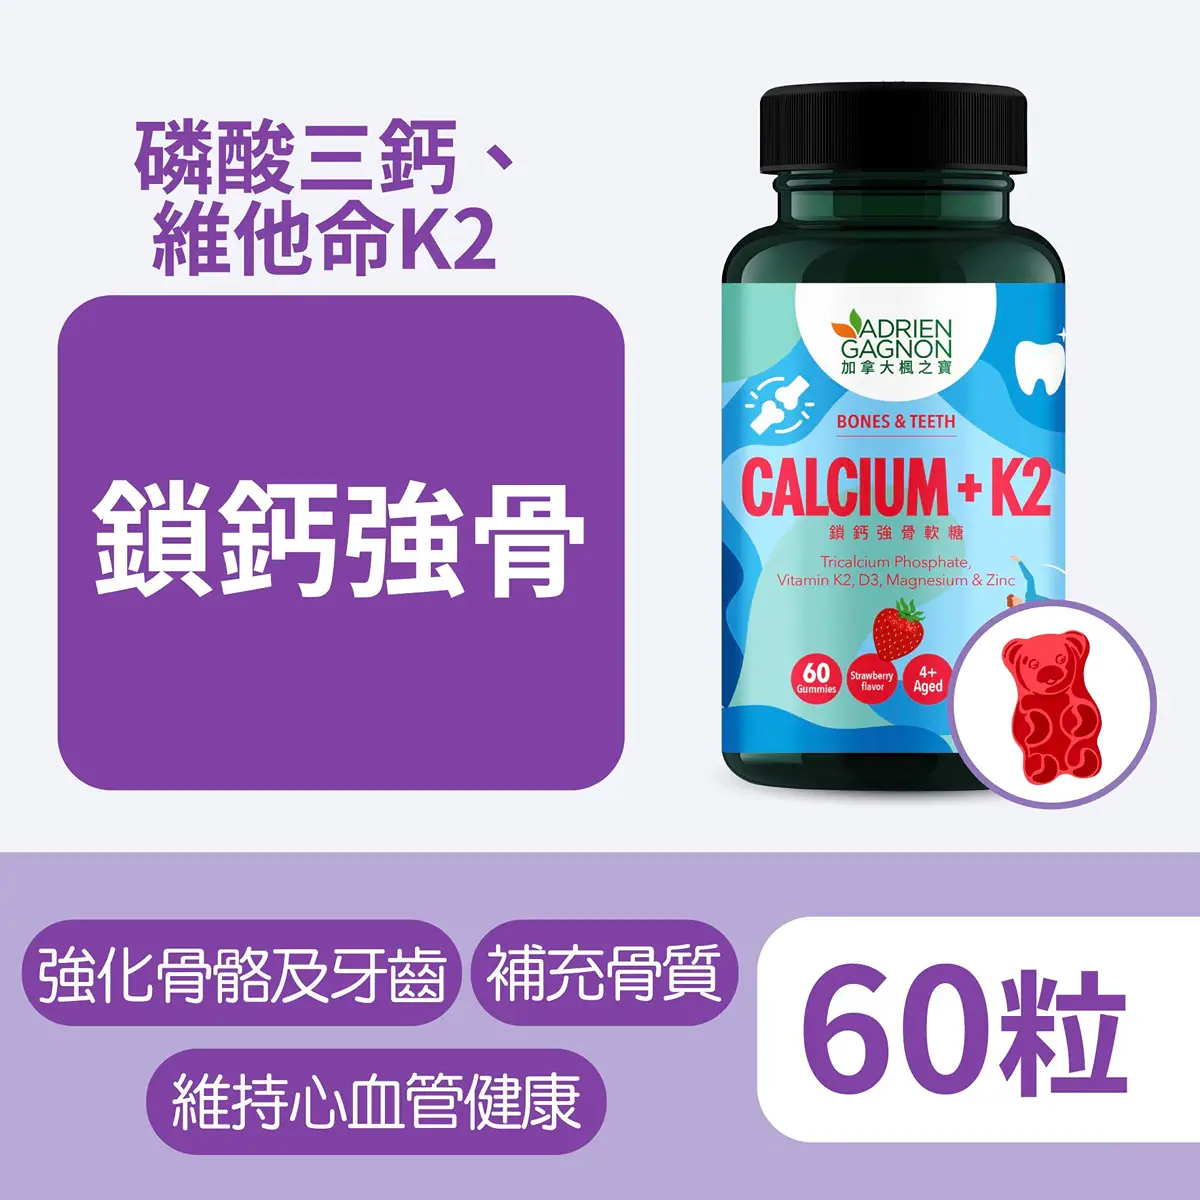 磷酸三鈣、
維他命K2
鎖鈣強骨
ADRIEN
GAGNON
加拿大楓之寶
BONES & TEETH
CALCIUM + K2
鎖鈣強骨軟糖
Tricalcium Phosphate,
Vitamin K2, D3, Magnesium & Zinc
60
Gummies
Strawberry
flavor
4+
Aged
強化骨骼及牙齒
補充骨質
維持心血管健康
60粒